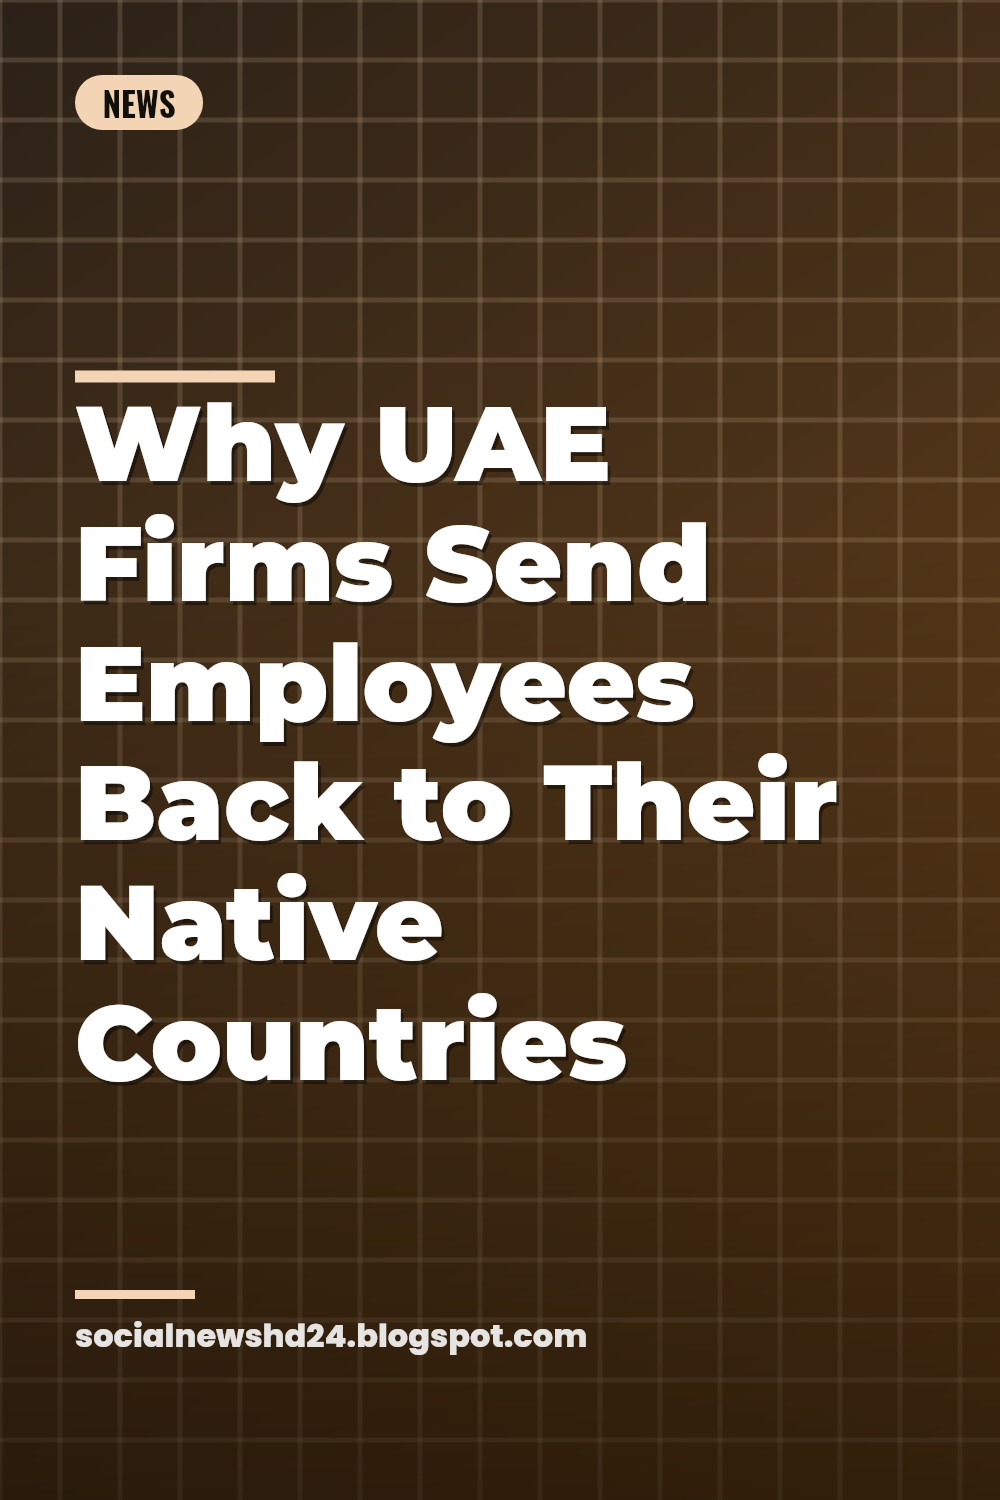 NEWS
Why UAE
Firms Send
Employees
Back to Their
Native
Countries
socialnewshd24.blogspot.com